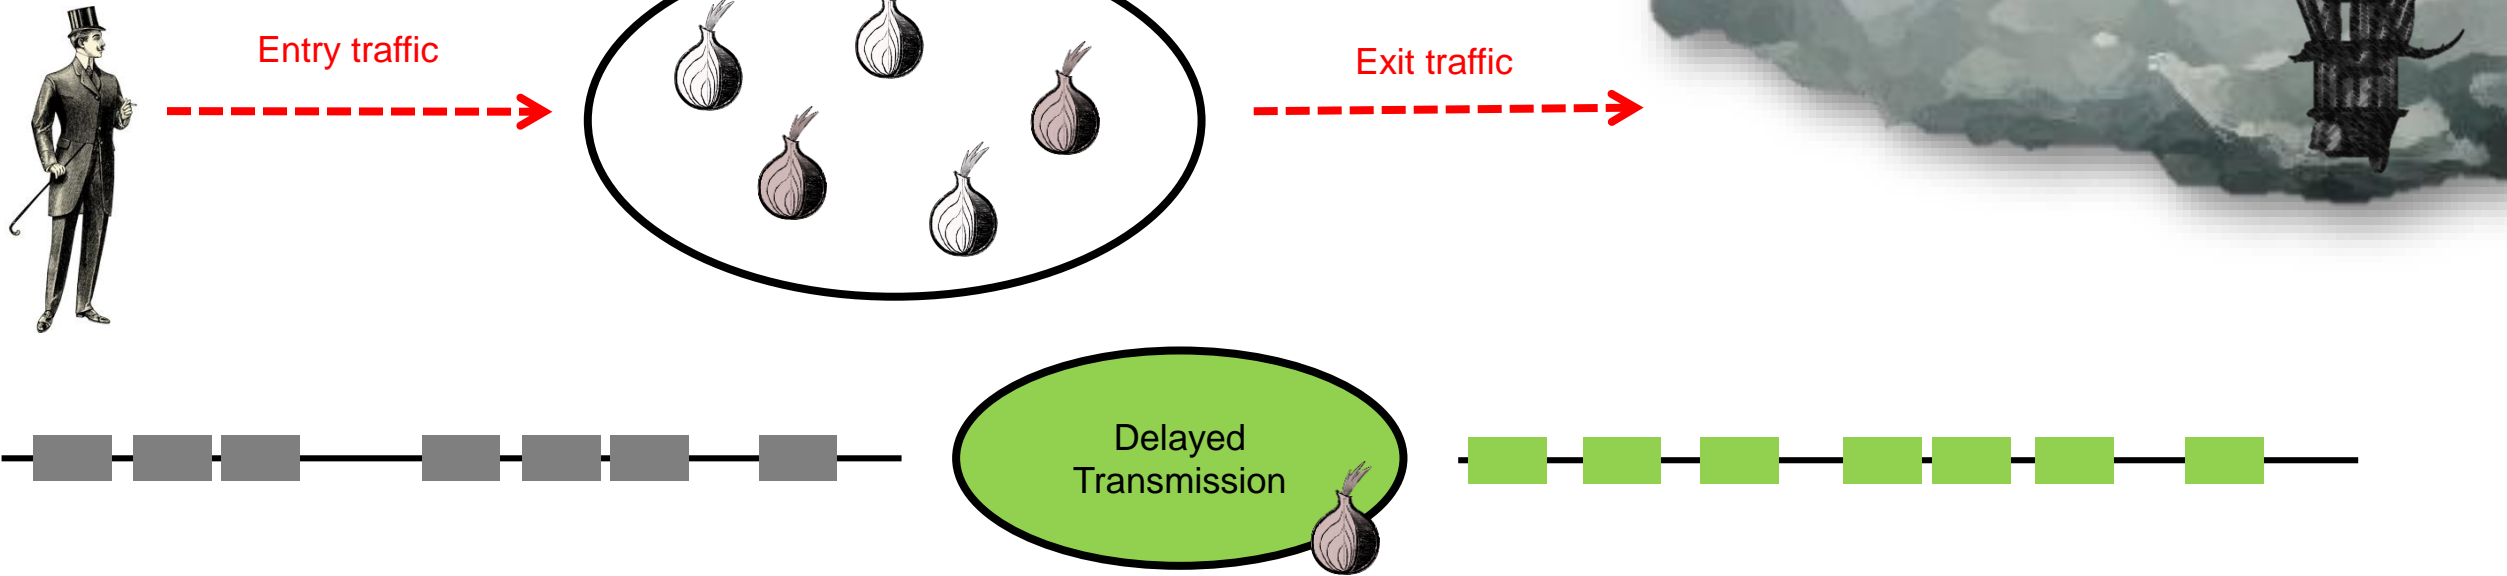 Entry traffic
Exit traffic
Delayed
Transmission